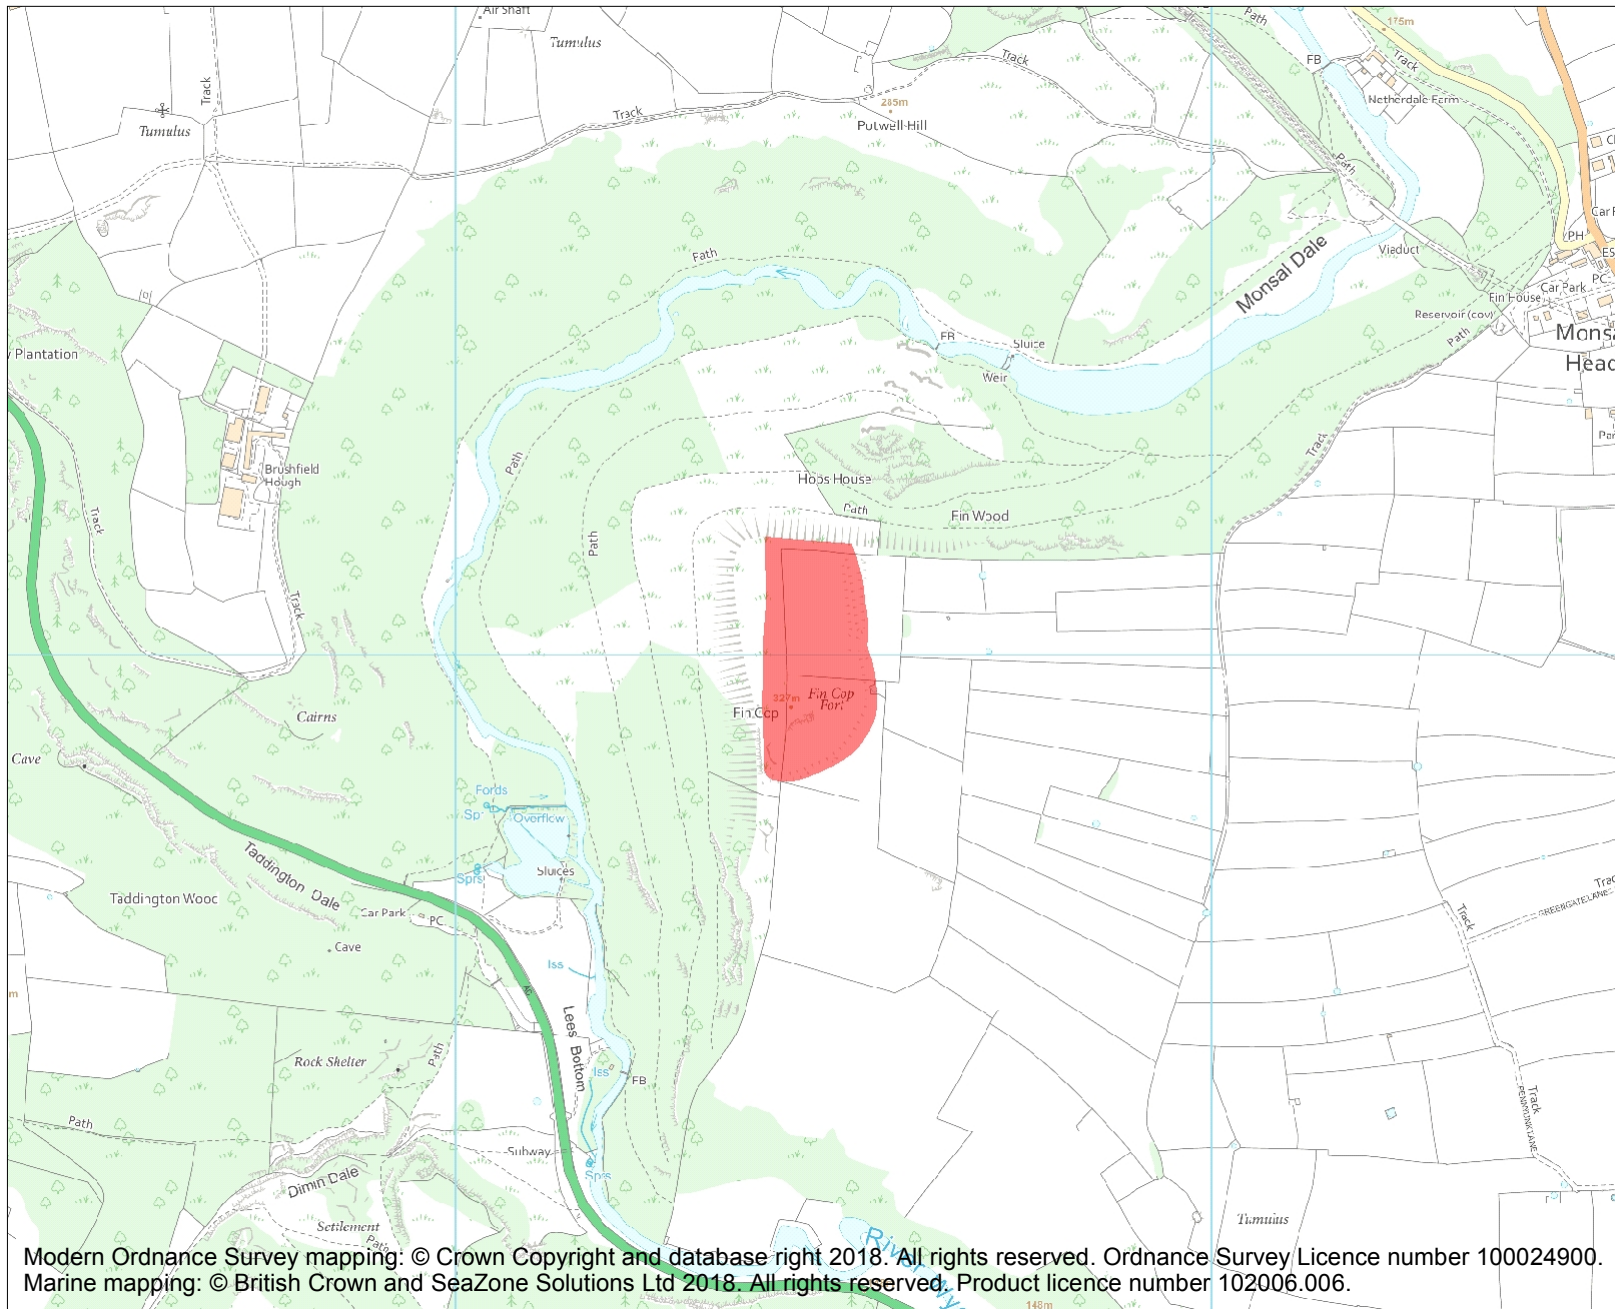 Air Shaft
Tumulus
Path
175m
Track
FB
Track
Track
Netherdale Farm
Track
285m
Putwell Hill
Tumulus
Path
Car P
PH
Viaduct
Monsal Dale
PC
Path
Car Park
Fin House
Reservoir (cov)
Path
FB
Sluice
Weir
Plantation
Track
Brushfield
Hough
Path
Hobs House
Path
Fin Wood
Track
Path
Track
Cairns
Fin Cop
Fort
327m
Fin Cop
Cave
Fords
Spr
Overflow
Sprs
Sluices
Taddington Dale
Taddington Wood
Car Park
PC
Cave
Track
GREENGATE LANE
Iss
A6
Lees Bottom
Rock Shelter
Path
Iss
FB
Path
Track
PENNYUNK LANE
Subway
Sprs
Dimin Dale
Settlement
Path
Tumulus
River Wy
148m
Modern Ordnance Survey mapping: © Crown Copyright and database right 2018. All rights reserved. Ordnance Survey Licence number 100024900.
Marine mapping: © British Crown and SeaZone Solutions Ltd 2018. All rights reserved. Product licence number 102006.006.